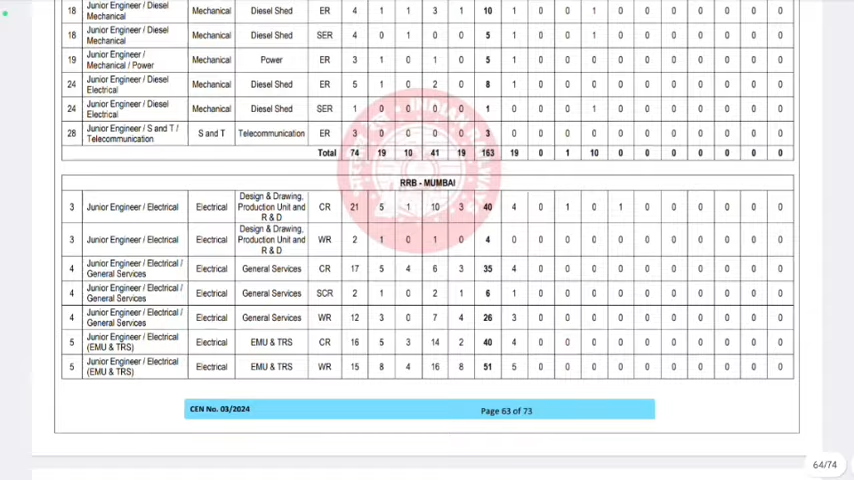 18 Junior Engineer / Diesel Mechanical Mechanical Diesel Shed ER 4 1 1 3 1 10 1 0 0 1 0 0 0 0 0 0 0
18 Junior Engineer / Diesel Mechanical Mechanical Diesel Shed SER 4 0 1 0 0 5 1 0 0 1 0 0 0 0 0 0 0
19 Junior Engineer / Mechanical / Power Mechanical Power ER 3 1 0 1 0 5 1 0 0 0 0 0 0 0 0 0 0
24 Junior Engineer / Diesel Electrical Mechanical Diesel Shed ER 5 1 0 2 0 8 1 0 0 0 0 0 0 0 0 0 0
24 Junior Engineer / Diesel Electrical Mechanical Diesel Shed SER 1 0 0 0 0 1 0 0 0 1 0 0 0 0 0 0 0
28 Junior Engineer / S and T / Telecommunication S and T Telecommunication ER 3 0 0 0 0 3 0 0 0 0 0 0 0 0 0 0 0
Total 74 19 10 41 19 163 19 0 1 10 0 0 0 0 0 0 0
RRB - MUMBAI
3 Junior Engineer / Electrical Electrical Design & Drawing, Production Unit and R & D CR 21 5 1 10 3 40 4 0 1 0 1 0 0 0 0 0 0
3 Junior Engineer / Electrical Electrical Design & Drawing, Production Unit and R & D WR 2 1 0 1 0 4 0 0 0 0 0 0 0 0 0 0 0
4 Junior Engineer / Electrical / General Services Electrical General Services CR 17 5 4 6 3 35 4 0 0 0 0 0 0 0 0 0 0
4 Junior Engineer / Electrical / General Services Electrical General Services SCR 2 1 0 2 1 6 1 0 0 0 0 0 0 0 0 0 0
4 Junior Engineer / Electrical / General Services Electrical General Services WR 12 3 0 7 4 26 3 0 0 0 0 0 0 0 0 0 0
5 Junior Engineer / Electrical (EMU & TRS) Electrical EMU & TRS CR 16 5 3 14 2 40 4 0 0 0 0 0 0 0 0 0 0
5 Junior Engineer / Electrical (EMU & TRS) Electrical EMU & TRS WR 15 8 4 16 8 51 5 0 0 0 0 0 0 0 0 0 0
CEN No. 03/2024 Page 63 of 73
64/74
INDIAN RAILWAYS